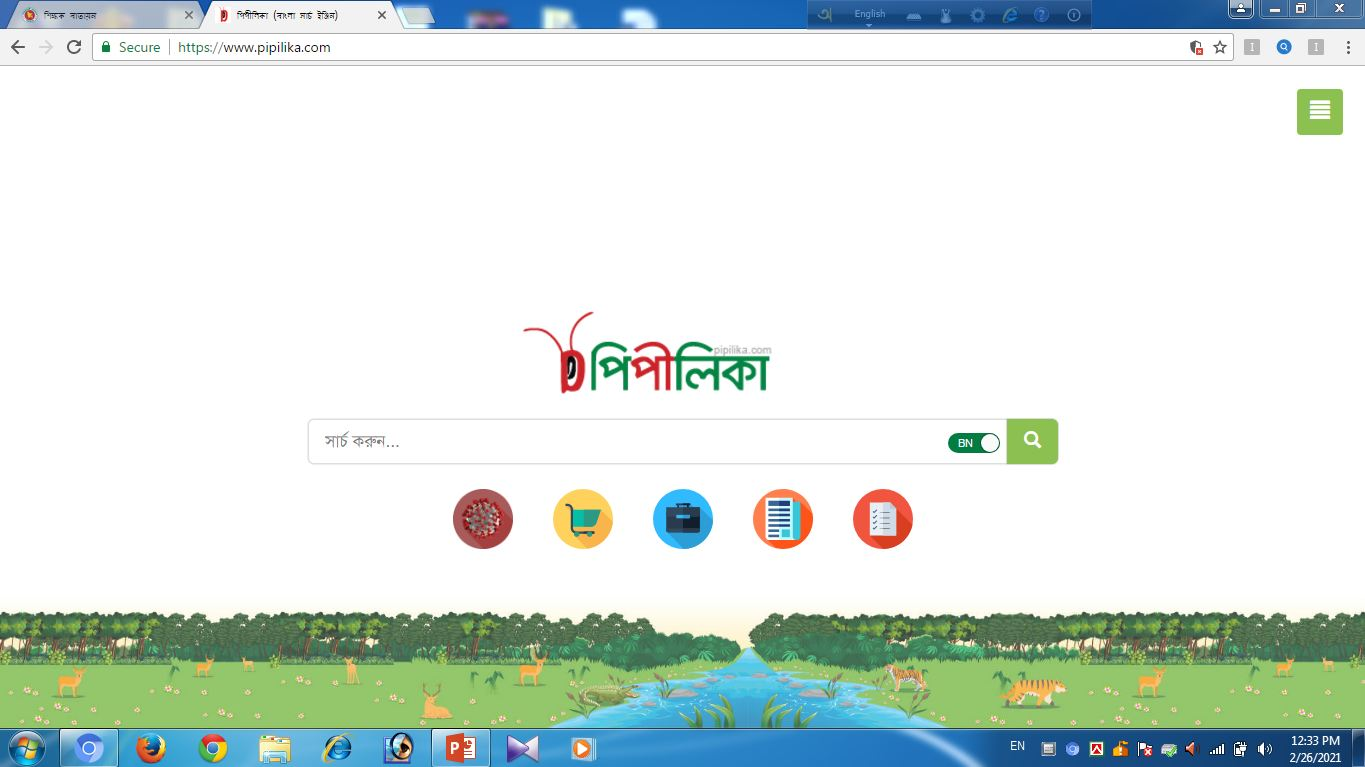 শিক্ষক বাতায়ন
পিপীলিকা (বাংলা সার্চ ইঞ্জিন)
অ English
Secure https://www.pipilika.com
pipilika.com
পিপীলিকা
সার্চ করুন...
BN
EN
12:33 PM
2/26/2021